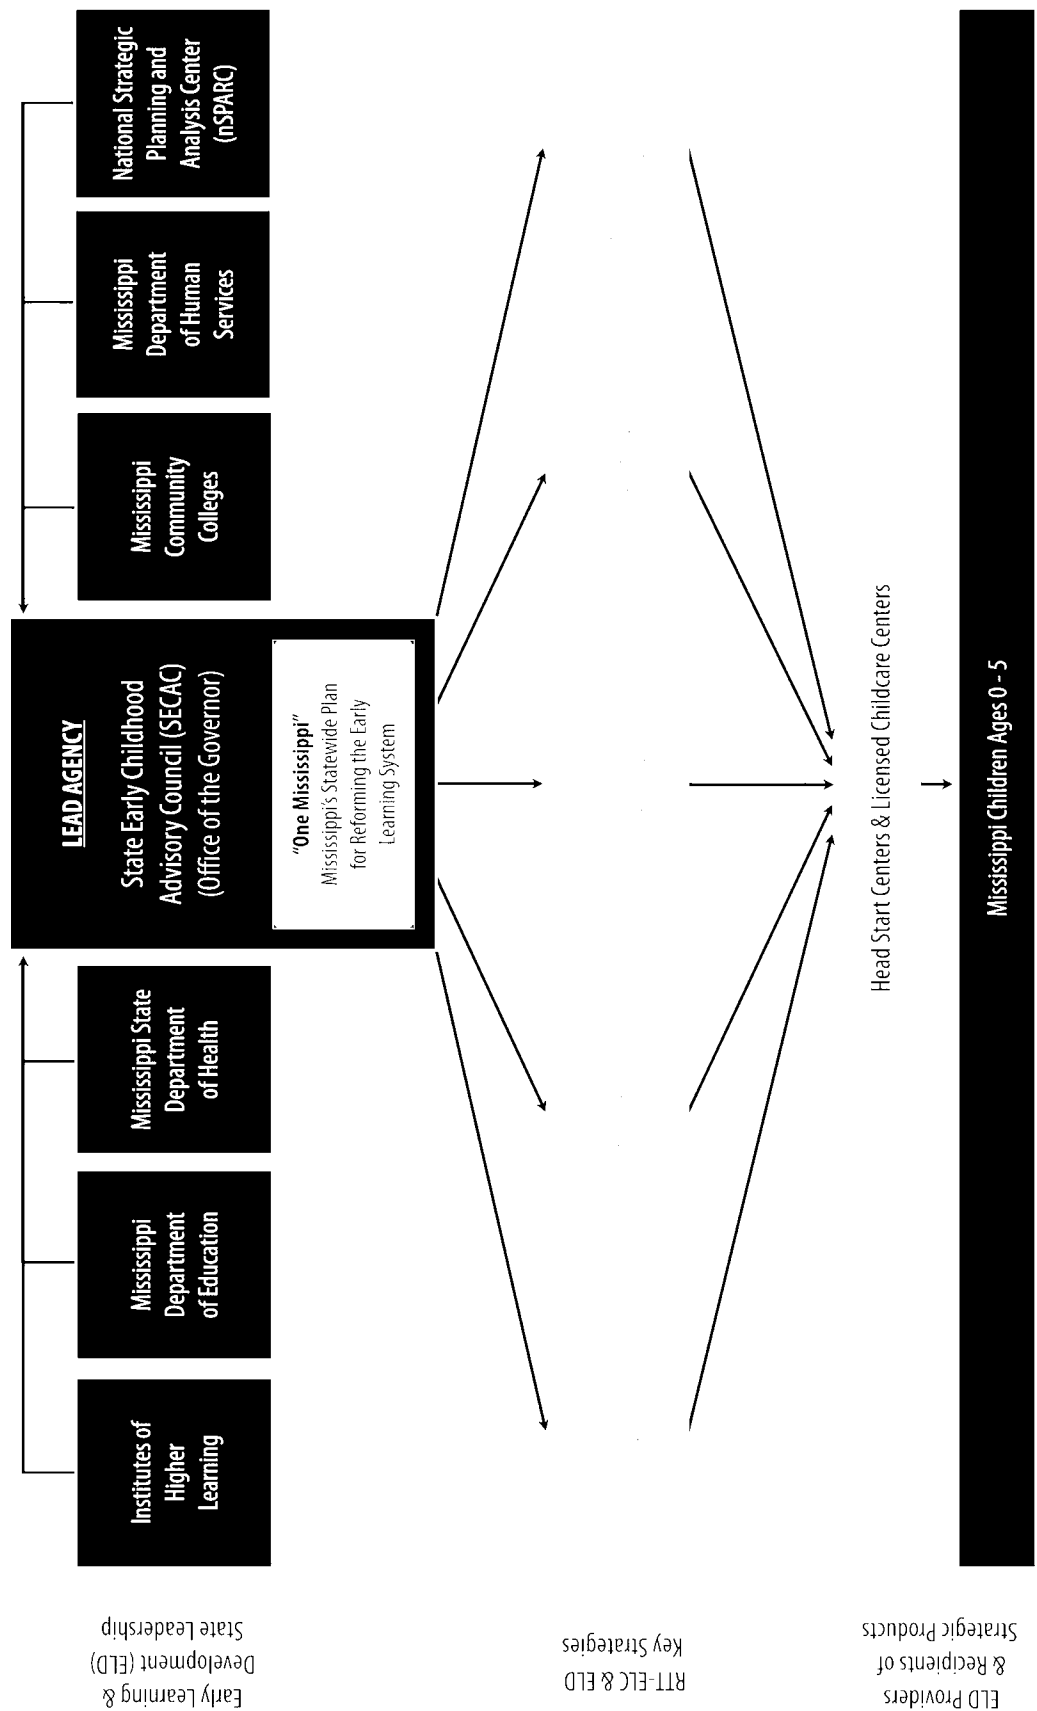 Early Learning &
Development (ELD)
State Leadership
Institutes of
Higher
Learning
Mississippi
Department
of Education
Mississippi State
Department
of Health
LEAD AGENCY
State Early Childhood
Advisory Council (SECAC)
(Office of the Governor)
"One Mississippi"
Mississippi's Statewide Plan
for Reforming the Early
Learning System
Mississippi
Community
Colleges
Mississippi
Department
of Human
Services
National Strategic
Planning and
Analysis Center
(nSPARC)
RTT-ELC & ELD
Key Strategies
ELD Providers
& Recipients of
Strategic Products
Head Start Centers & Licensed Childcare Centers
Mississippi Children Ages 0 - 5